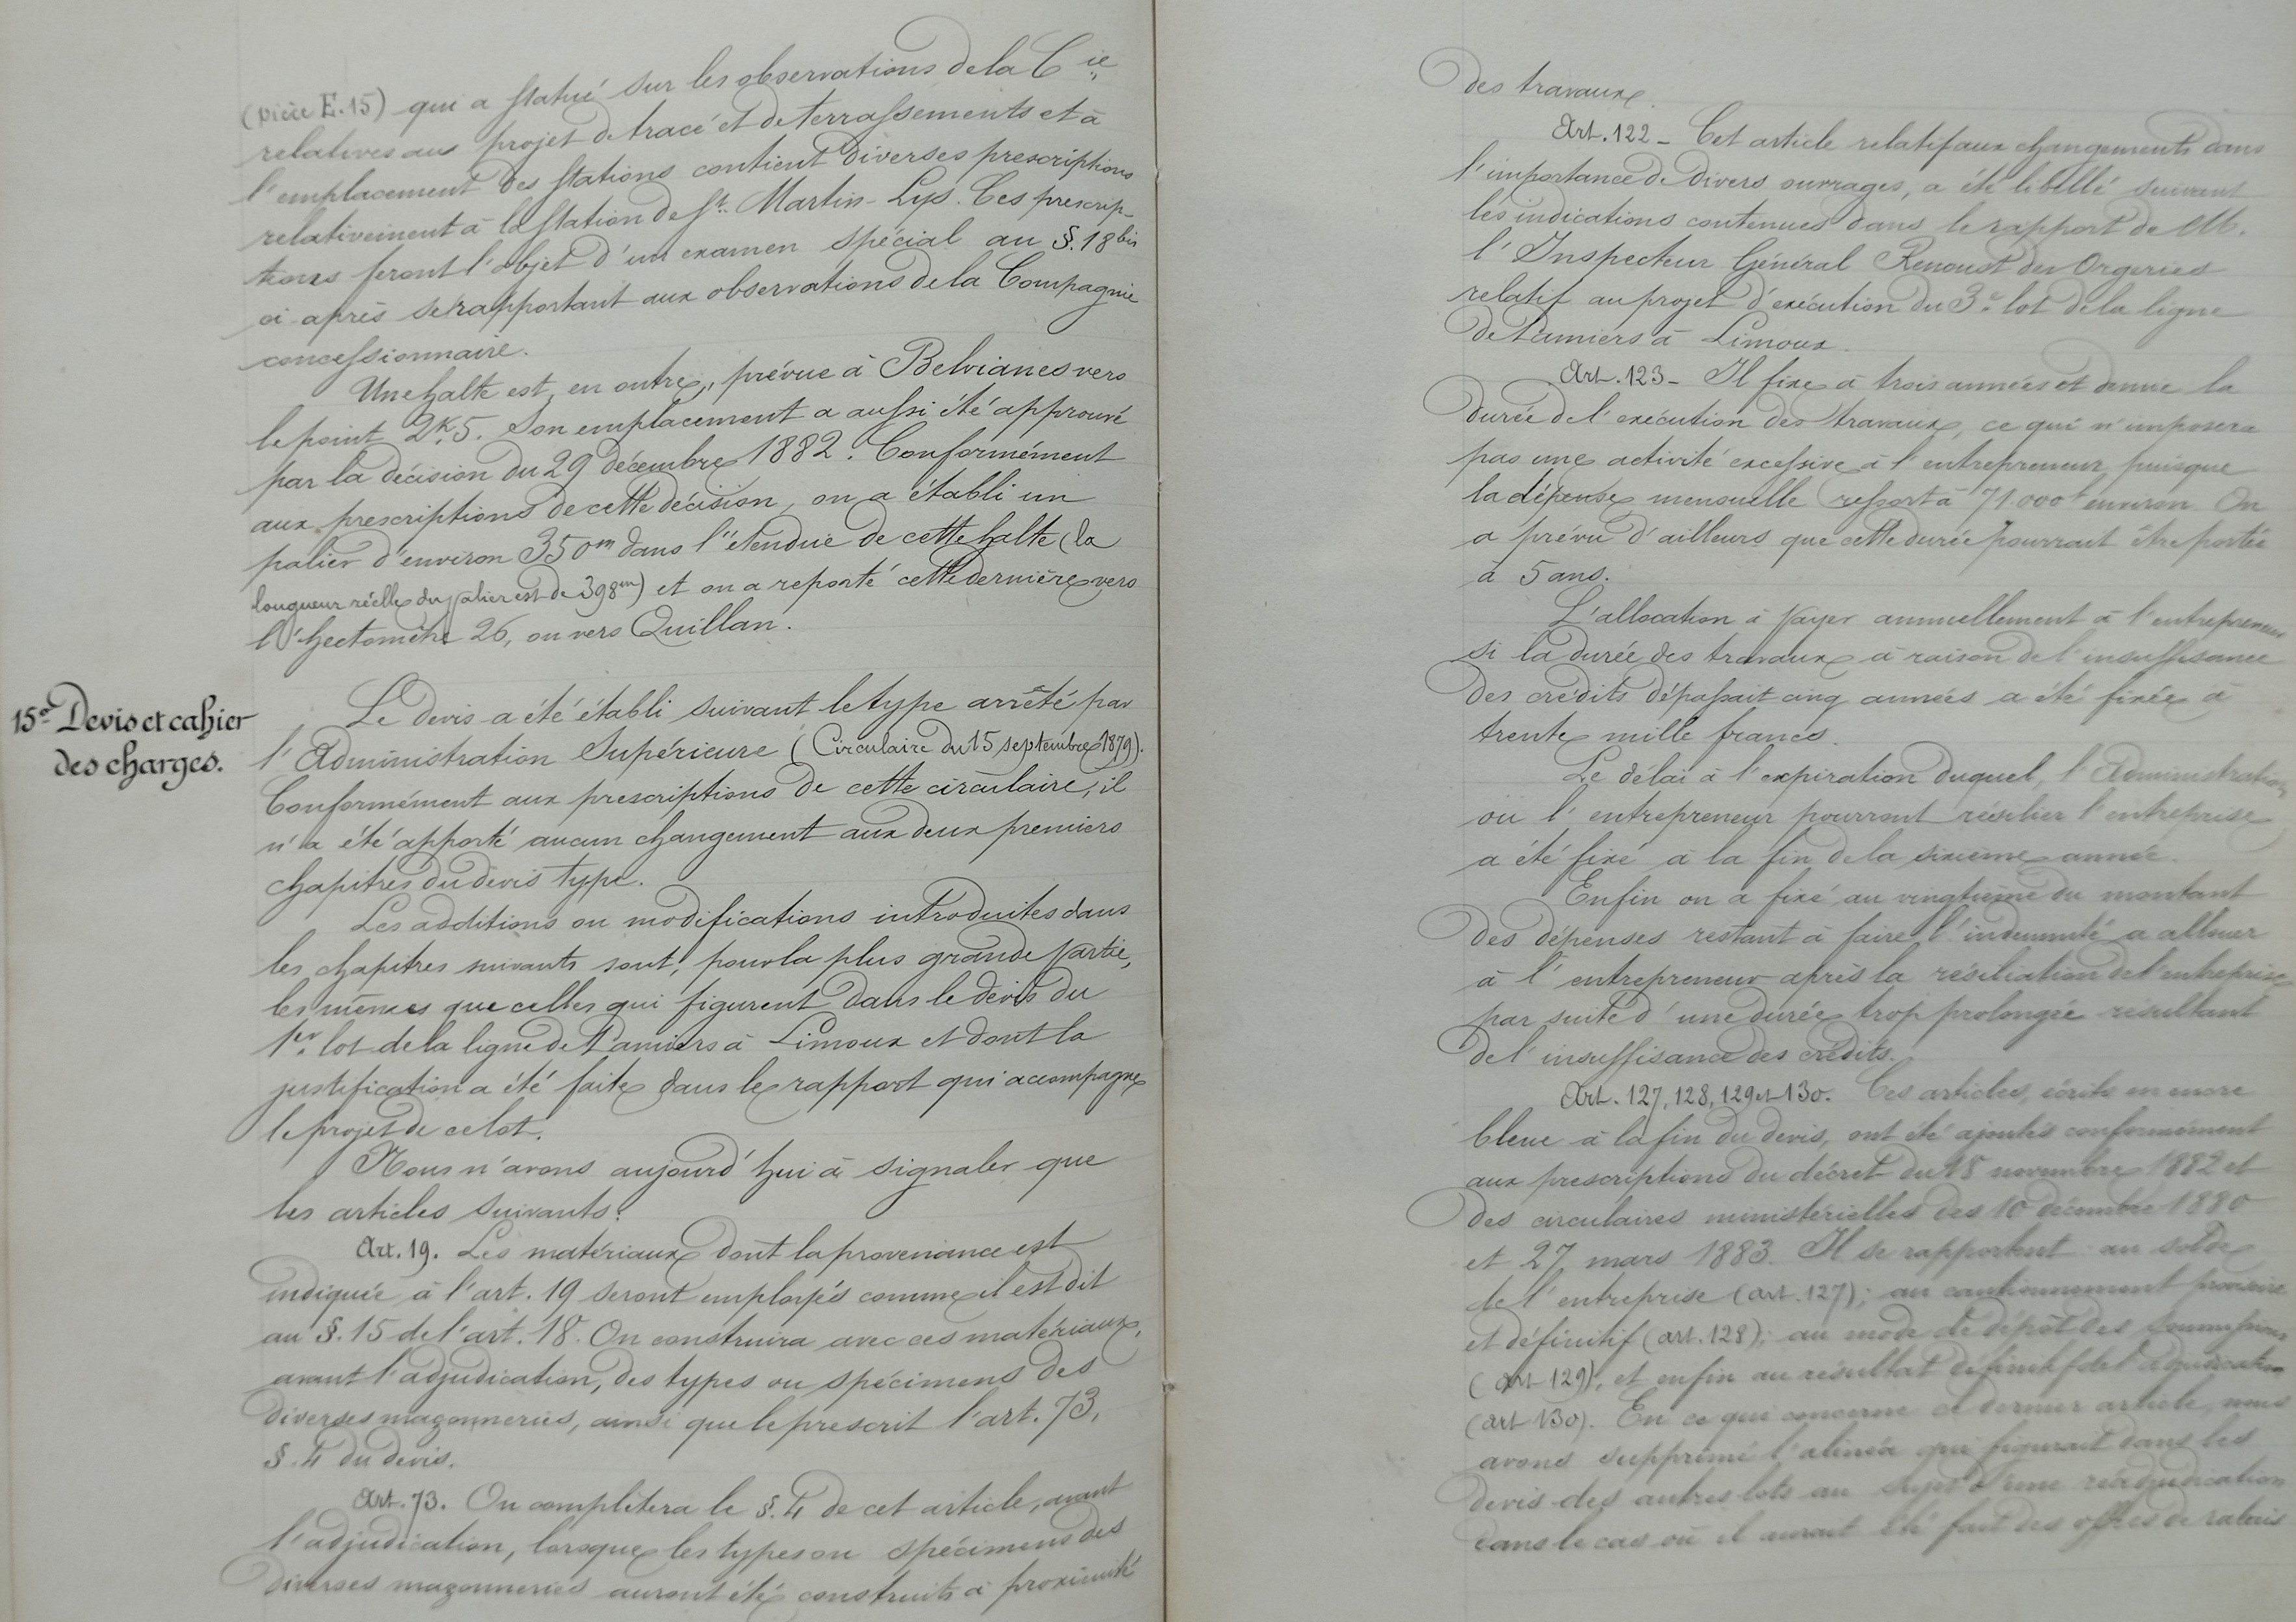 (pièce E.15) qui a statué sur les observations de la Cie
relatives aux projet de tracé et de terrassements et à
l'emplacement des stations contient diverses prescriptions
relativement à la station de St. Martin-Lys. Ces prescrip-
tions feront l'objet d'un examen spécial au §.18 bis
ci-après se rapportant aux observations de la Compagnie
concessionnaire.
Une halte est, en outre, prévue à Belvianes vers
le point 2K.5. Son emplacement a aussi été approuvé
par la décision du 29 décembre 1882. Conformément
aux prescriptions de cette décision, on a établi un
palier d'environ 350m dans l'étendue de cette halte (la
longueur réelle du palier est de 398m) et on a reporté cette dernière vers
l'hectomètre 26, ou vers Quillan.
15° Devis et cahier
des charges.
Le devis a été établi suivant le type arrêté par
l'Administration Supérieure (Circulaire du 15 septembre 1879).
Conformément aux prescriptions de cette circulaire, il
n'a été apporté aucun changement aux deux premiers
chapitres du devis type.
Les additions ou modifications introduites dans
les chapitres suivants sont, pour la plus grande partie,
les mêmes que celles qui figurent dans le devis du
1er. lot de la ligne de Pamiers à Limoux et dont la
justification a été faite dans le rapport qui accompagne
le projet de ce lot.
Nous n'avons aujourd'hui à signaler que
les articles suivants:
Art. 19. Les matériaux dont la provenance est
indiquée à l'art. 19 seront employés comme il est dit
au §.15 de l'art. 18. On construira avec ces matériaux,
avant l'adjudication, des types ou spécimens des
diverses maçonneries, ainsi que le prescrit l'art. 73,
§.4 du devis.
Art. 73. On complètera le §.4 de cet article, avant
l'adjudication, lorsque les types ou spécimens des
diverses maçonneries auront été construits à proximité
des travaux.
Art. 122 - Cet article relatif aux changements dans
l'importance de divers ouvrages, a été libellé suivant
les indications contenues dans le rapport de M.
l'Inspecteur Général Renoust des Orgeries
relatif au projet d'exécution du 3e lot de la ligne
de Pamiers à Limoux.
Art. 123 - Il fixe à trois années et demie la
durée de l'exécution des travaux, ce qui n'imposera
pas une activité excessive à l'entrepreneur puisque
la dépense mensuelle ressort à 71.000f environ. On
a prévu d'ailleurs que cette durée pourrait être portée
à 5 ans.
L'allocation à payer annuellement à l'entrepreneur
si la durée des travaux à raison de l'insuffisance
des crédits dépassait cinq années a été fixée à
trente mille francs.
Le délai à l'expiration duquel, l'Administration
ou l'entrepreneur pourront résilier l'entreprise
a été fixé à la fin de la sixième année.
Enfin on a fixé au vingtième du montant
des dépenses restant à faire l'indemnité a allouer
à l'entrepreneur après la résiliation de l'entreprise
par suite d'une durée trop prolongée résultant
de l'insuffisance des crédits.
Art. 127, 128, 129 et 130. Ces articles, écrits en encre
bleue à la fin du devis, ont été ajoutés conformément
aux prescriptions du décret du 18 novembre 1882 et
des circulaires ministérielles des 10 décembre 1880
et 27 mars 1883. Il se rapportent au solde
de l'entreprise (art. 127); au cautionnement provisoire
et définitif (art. 128); au mode de dépôt des soumissions
(art 129), et enfin au résultat définitif de l'adjudication
(art 130). En ce qui concerne ce dernier article, nous
avons supprimé l'alinéa qui figurait dans les
devis des autres lots au sujet d'une réadjudication
dans le cas où il aurait été fait des offres de rabais